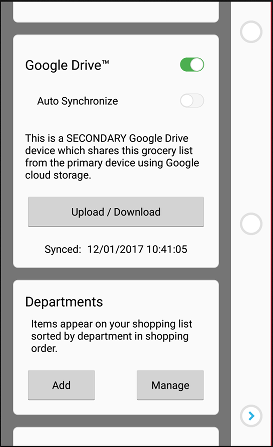 Google Drive™
Auto Synchronize
This is a SECONDARY Google Drive
device which shares this grocery list
from the primary device using Google
cloud storage.
Upload / Download
Synced: 12/01/2017 10:41:05
Departments
Items appear on your shopping list
sorted by department in shopping
order.
Add
Manage